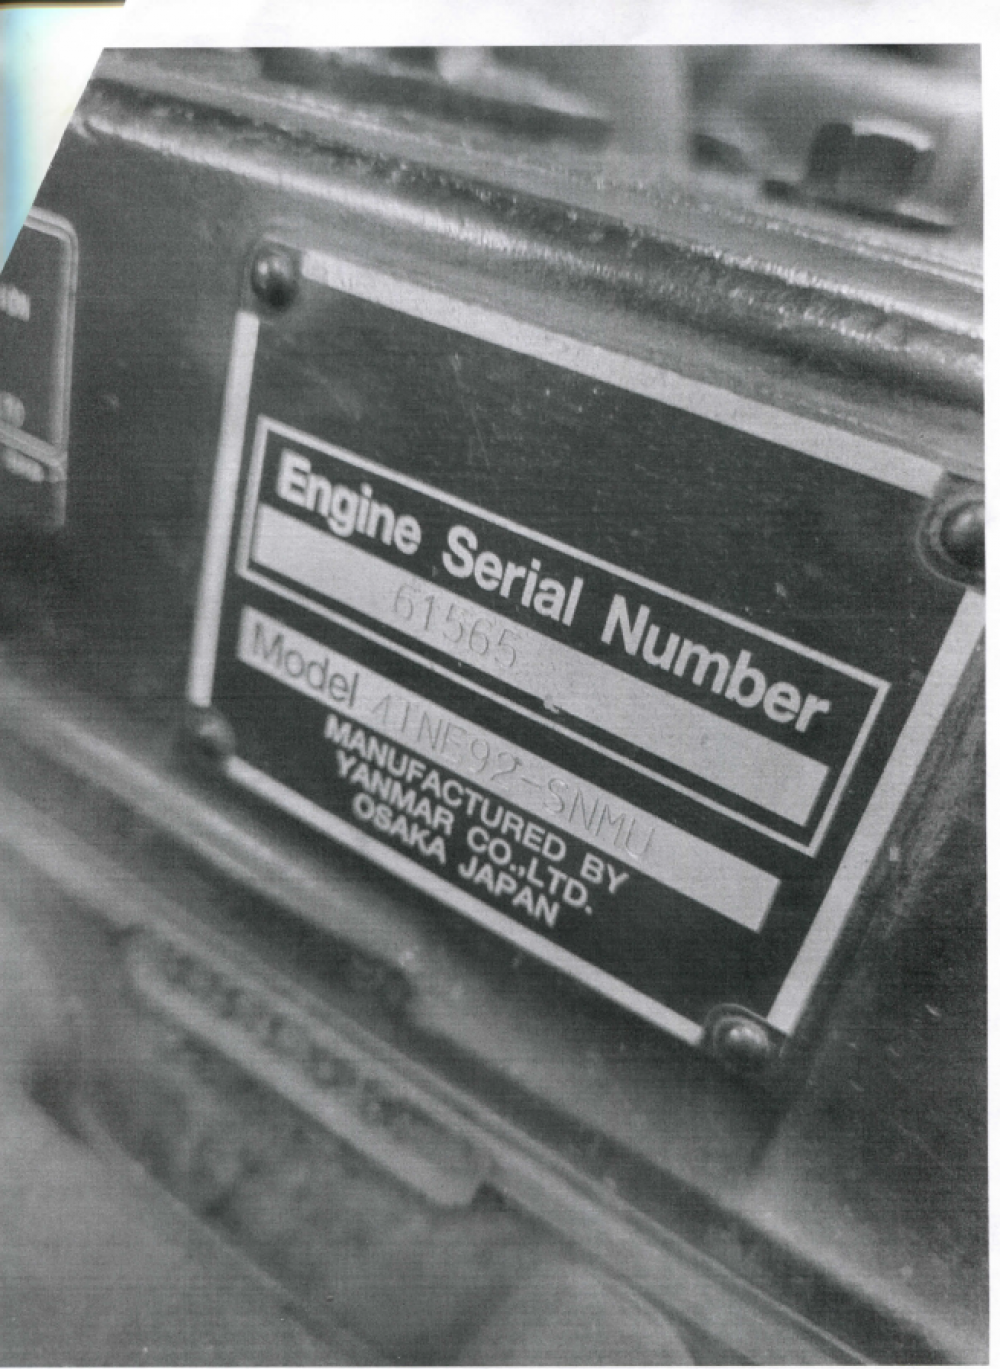 Engine Serial Number
61565
Model 4TNE92-SNMU
MANUFACTURED BY
YANMAR CO.,LTD.
OSAKA JAPAN